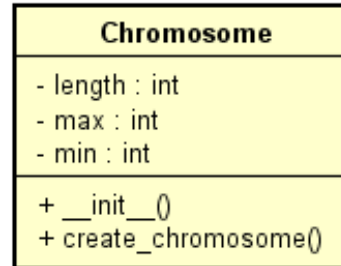 Chromosome
- length : int
- max : int
- min : int
+ __init__()
+ create_chromosome()